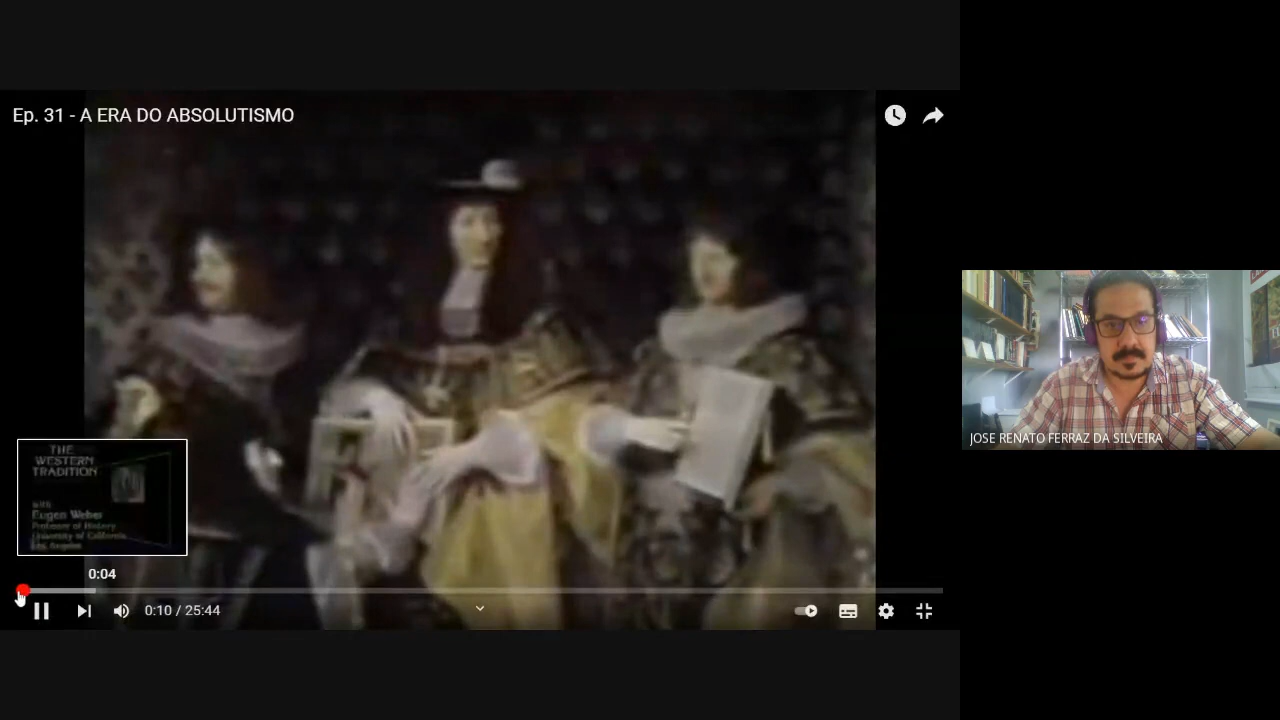 Ep. 31 - A ERA DO ABSOLUTISMO
THE
WESTERN
TRADITION
with
Eugen Weber
Professor of History
University of California
Los Angeles
0:04
0:10 / 25:44
JOSE RENATO FERRAZ DA SILVEIRA